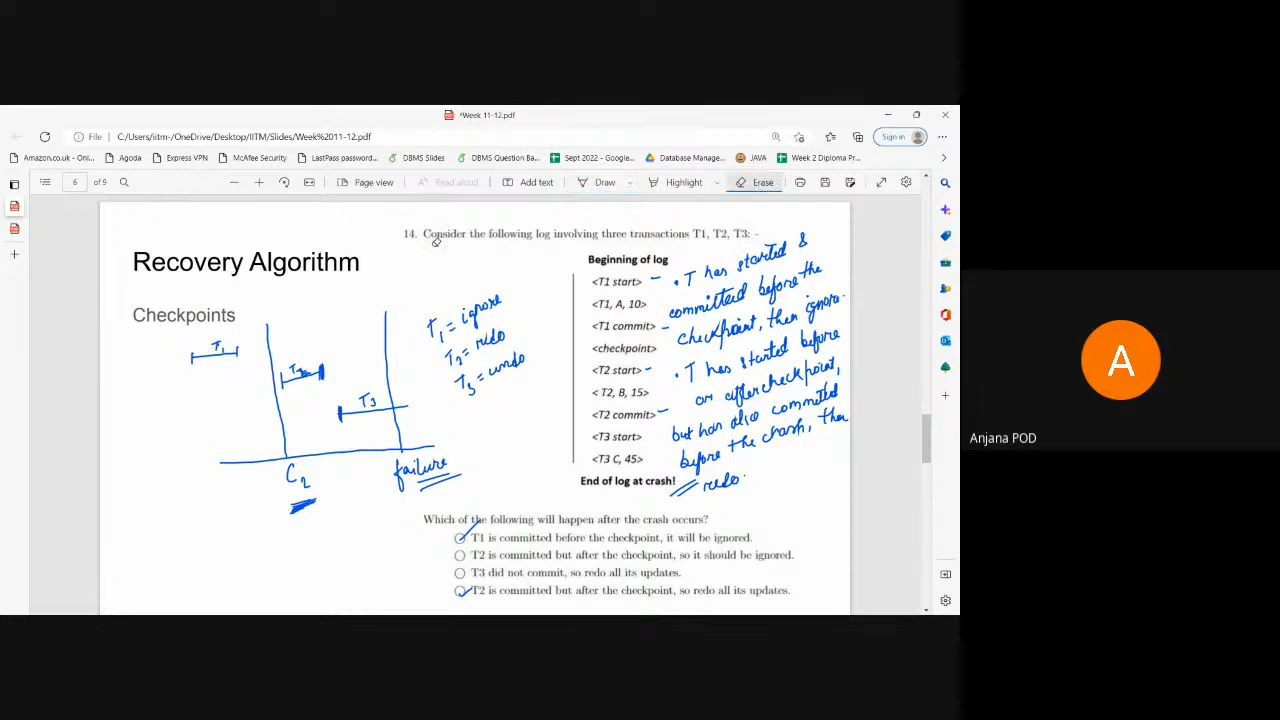 *Week 11-12.pdf
File C:/Users/iitm-/OneDrive/Desktop/IITM/Slides/Week%2011-12.pdf
Sign in
Amazon.co.uk - Onl...
Agoda
Express VPN
McAfee Security
LastPass password...
DBMS Slides
DBMS Question Ba...
Sept 2022 - Google...
Database Manage...
JAVA
Week 2 Diploma Pr...
6 of 9
Page view
Read aloud
Add text
Draw
Highlight
Erase
14. Consider the following log involving three transactions T1, T2, T3: -
Recovery Algorithm
Checkpoints
T1
T2
T3
C2
failure
T1 = ignore
T2 = redo
T3 = undo
Beginning of log
<T1 start>
<T1, A, 10>
<T1 commit>
<checkpoint>
<T2 start>
< T2, B, 15>
<T2 commit>
<T3 start>
<T3 C, 45>
End of log at crash!
. T has started &
committed before the
checkpoint, then ignore.
. T has started before
or after checkpoint,
but has also committed
before the crash, then
redo.
Which of the following will happen after the crash occurs?
T1 is committed before the checkpoint, it will be ignored.
T2 is committed but after the checkpoint, so it should be ignored.
T3 did not commit, so redo all its updates.
T2 is committed but after the checkpoint, so redo all its updates.
A
Anjana POD